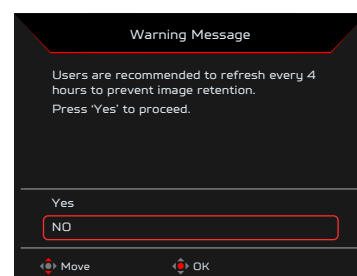 Warning Message
Users are recommended to refresh every 4
hours to prevent image retention.
Press ‘Yes’ to proceed.
Yes
NO
Move OK